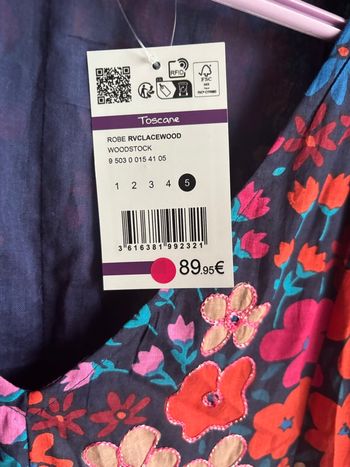 RFID
FSC
Toscane
ROBE RVCLACEWOOD
WOODSTOCK
9 503 0 015 41 05
1 2 3 4 5
3 616381 992321
89.95€